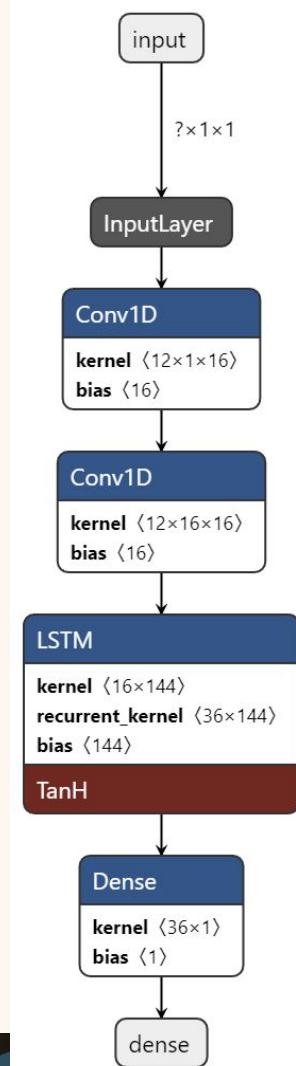 input
?×1×1
InputLayer
Conv1D
kernel 〈12×1×16〉
bias 〈16〉
Conv1D
kernel 〈12×16×16〉
bias 〈16〉
LSTM
kernel 〈16×144〉
recurrent_kernel 〈36×144〉
bias 〈144〉
TanH
Dense
kernel 〈36×1〉
bias 〈1〉
dense